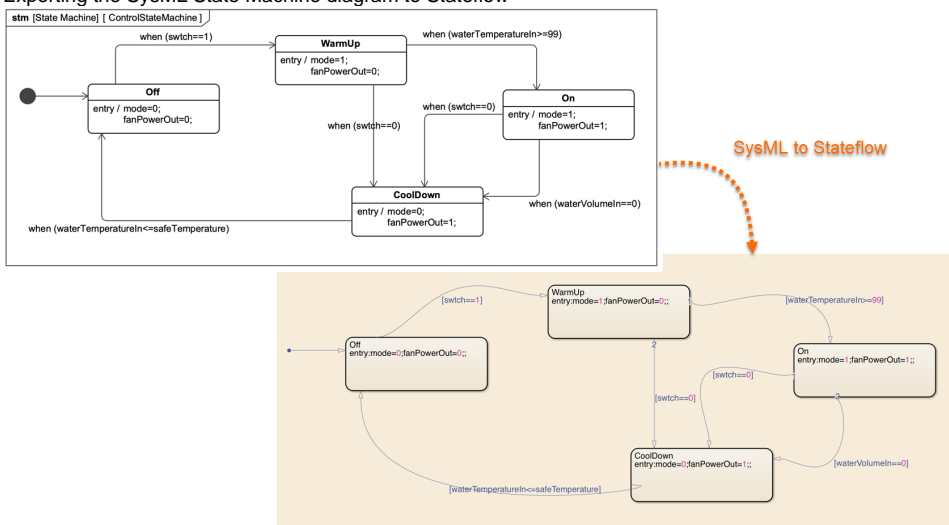 Exporting the SysML State Machine diagram to Stateflow
stm [State Machine] [ ControlStateMachine ]
when (swtch==1)
WarmUp
entry / mode=1;
fanPowerOut=0;
when (waterTemperatureIn>=99)
Off
entry / mode=0;
fanPowerOut=0;
when (swtch==0)
On
entry / mode=1;
fanPowerOut=1;
when (swtch==0)
CoolDown
entry / mode=0;
fanPowerOut=1;
when (waterVolumeIn==0)
when (waterTemperatureIn<=safeTemperature)
SysML to Stateflow
[swtch==1]
WarmUp
entry:mode=1;fanPowerOut=0;;
1
[waterTemperatureIn>=99]
2
Off
entry:mode=0;fanPowerOut=0;;
On
entry:mode=1;fanPowerOut=1;;
[swtch==0]
1
2
[swtch==0]
CoolDown
entry:mode=0;fanPowerOut=1;;
[waterVolumeIn==0]
[waterTemperatureIn<=safeTemperature]